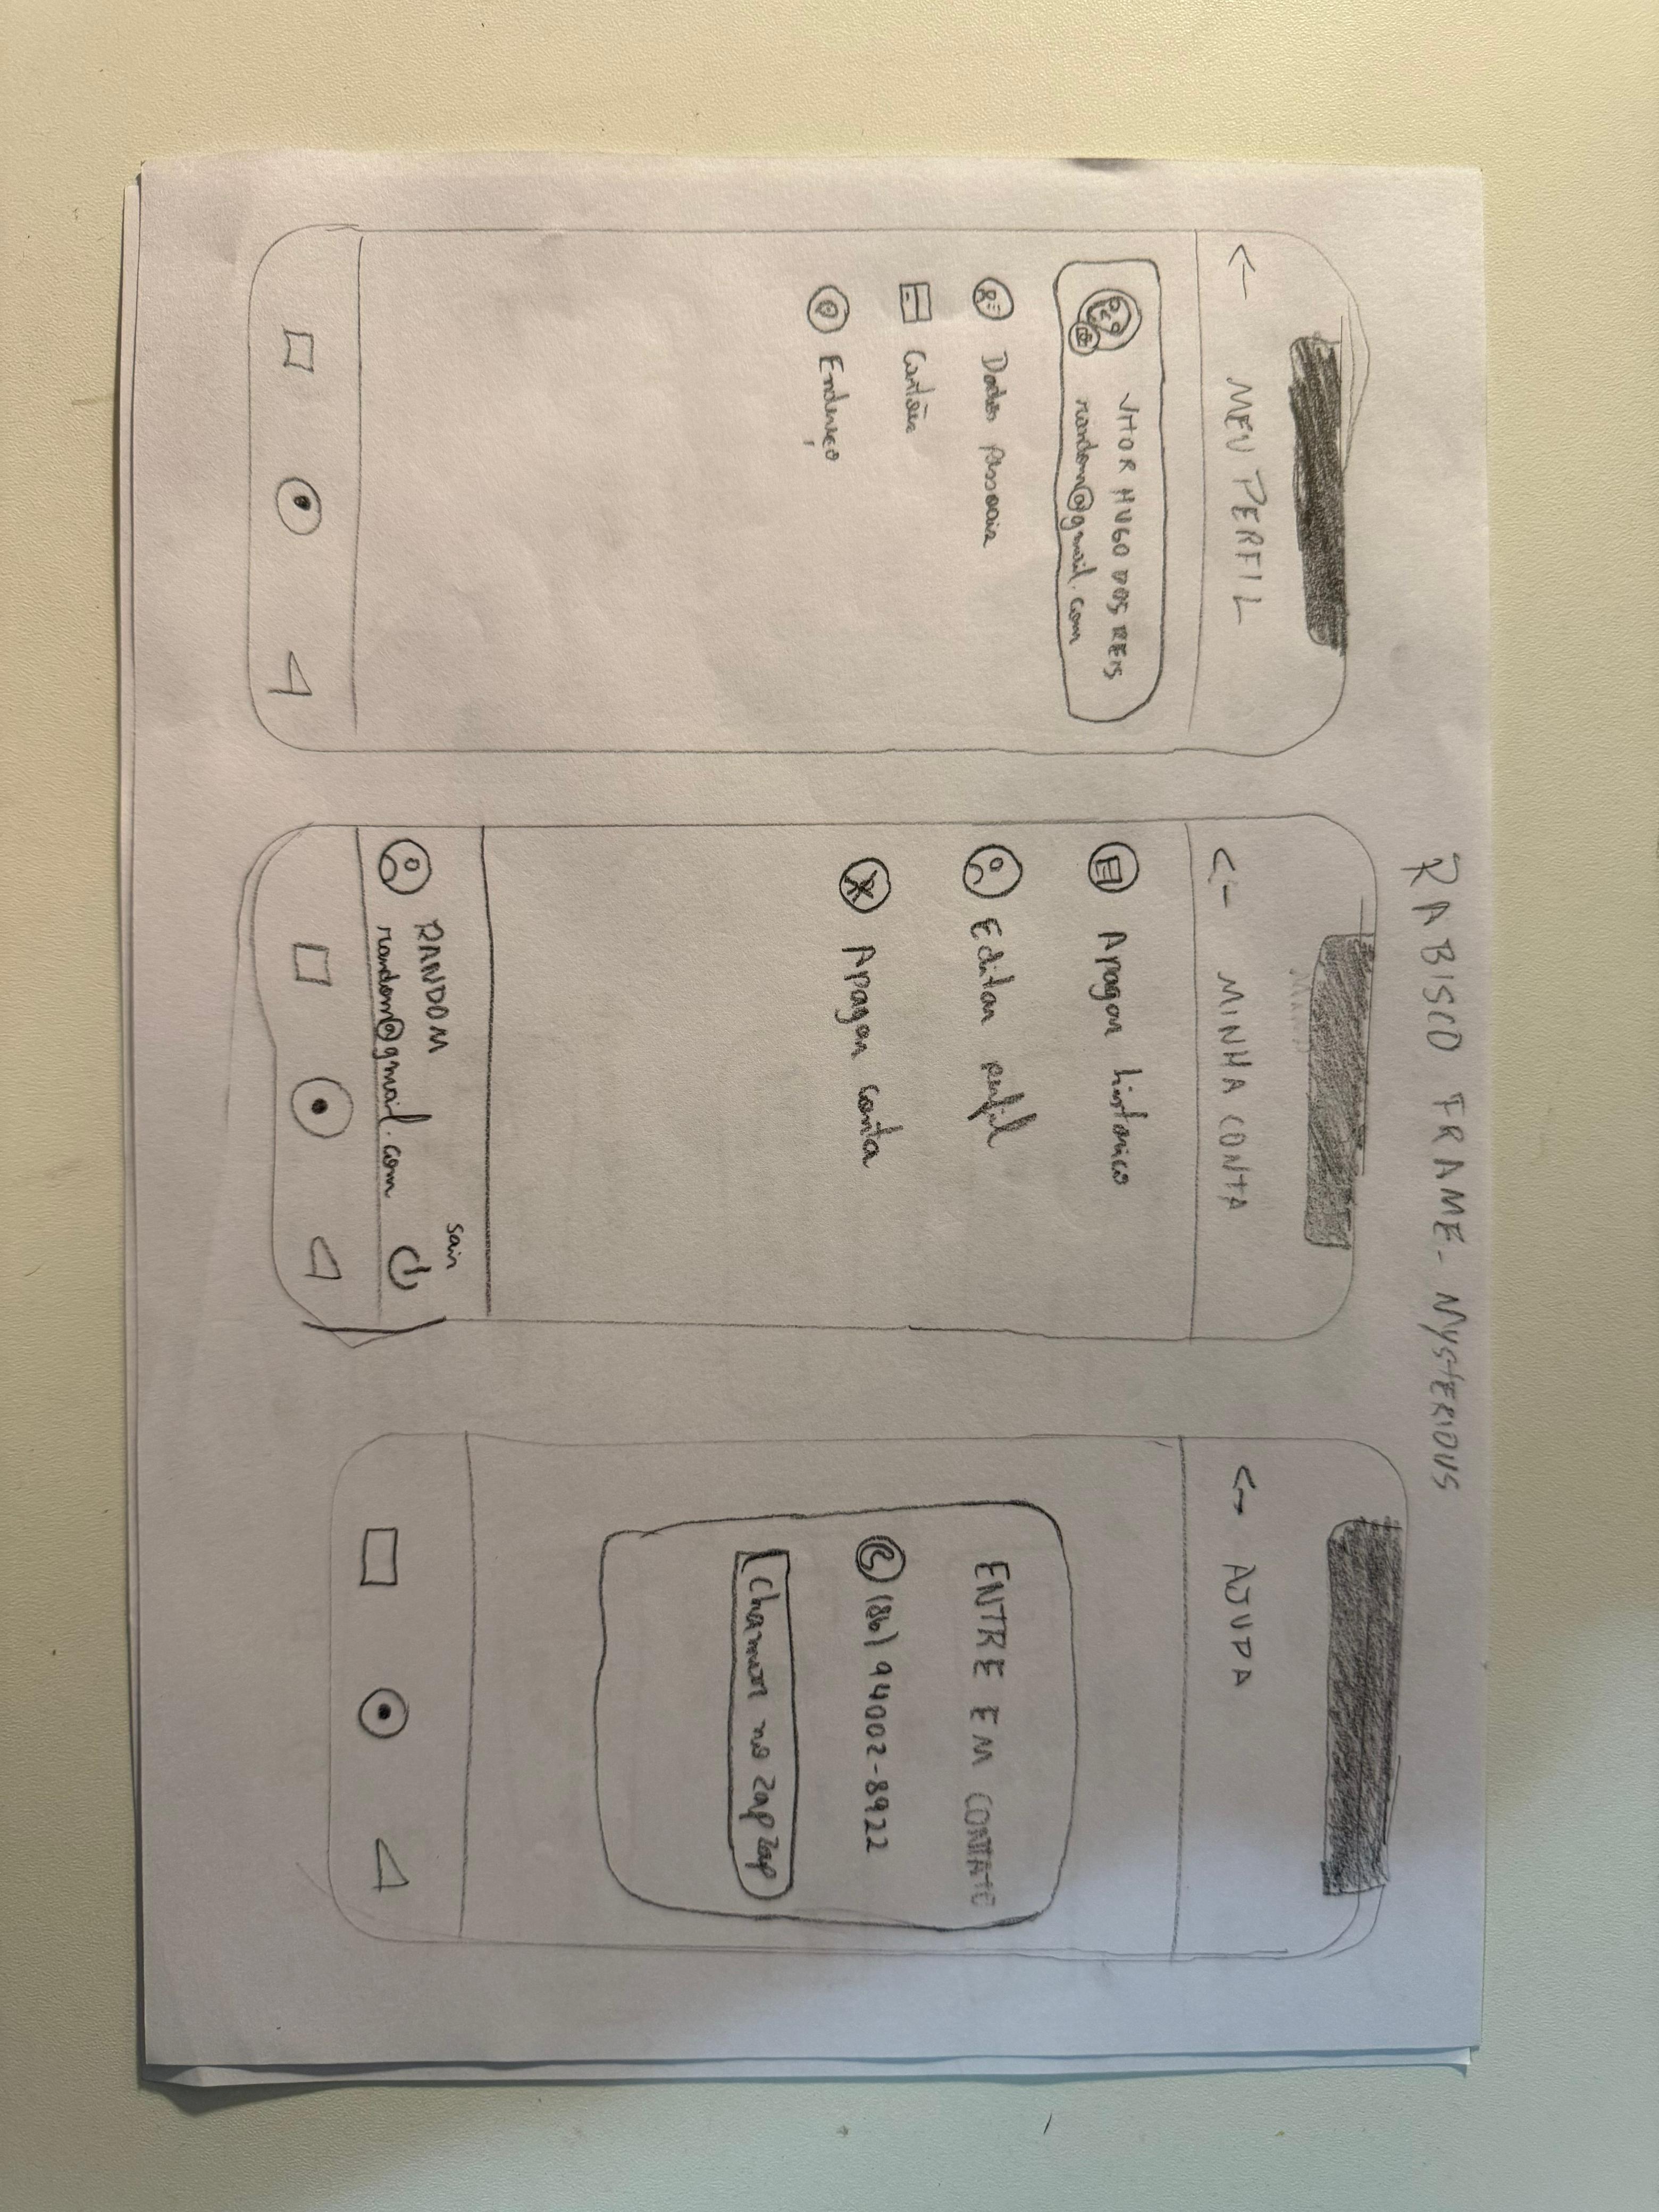 RABISCO FRAME - MYSTERIOUS
MEU PERFIL
VITOR HUGO DOS REIS
random@gmail.com
Dados pessoais
Cartões
Endereço
MINHA CONTA
Apagar histórico
Editar perfil
Apagar conta
RANDOM
random@gmail.com
Sair
AJUDA
ENTRE EM CONTATO
(86) 94002-8922
Chamar no zap zap